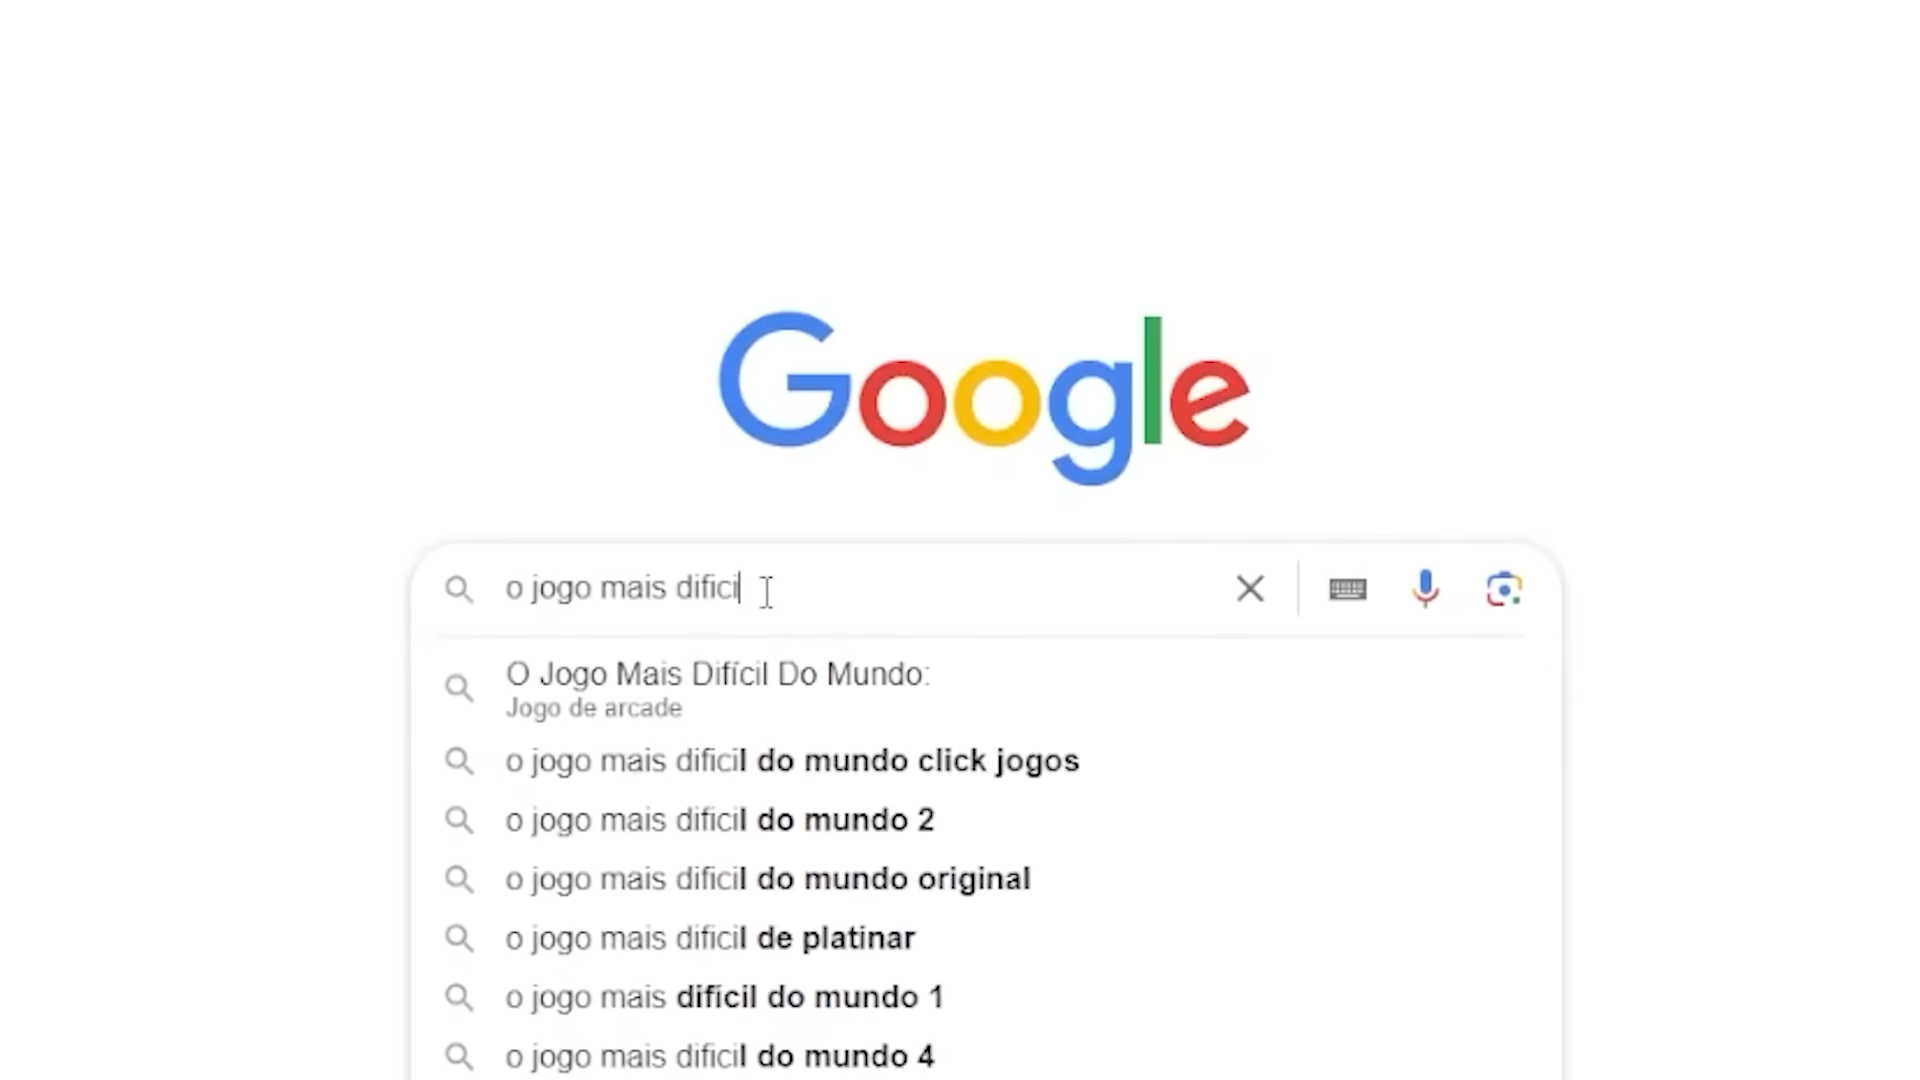 Google
o jogo mais difici
O Jogo Mais Difícil Do Mundo:
Jogo de arcade
o jogo mais dificil do mundo click jogos
o jogo mais dificil do mundo 2
o jogo mais dificil do mundo original
o jogo mais dificil de platinar
o jogo mais difícil do mundo 1
o jogo mais dificil do mundo 4